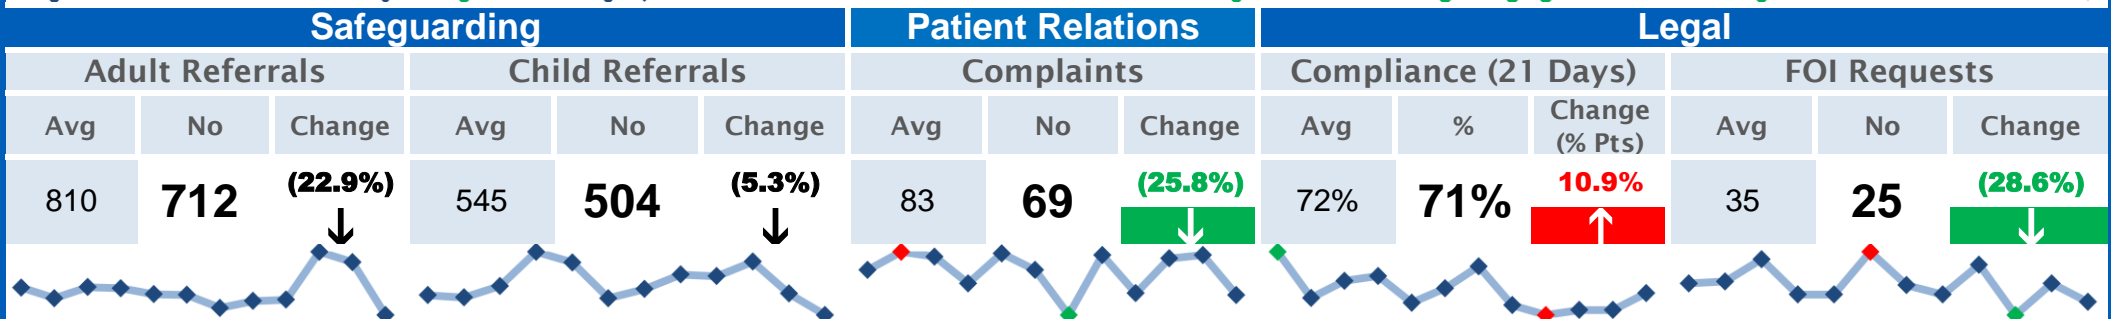 Safeguarding Patient Relations Legal
Adult Referrals Child Referrals Complaints Compliance (21 Days) FOI Requests
Avg No Change Avg No Change Avg No Change Avg % Change (% Pts) Avg No Change
810 712 (22.9%) 545 504 (5.3%) 83 69 (25.8%) 72% 71% 10.9% 35 25 (28.6%)